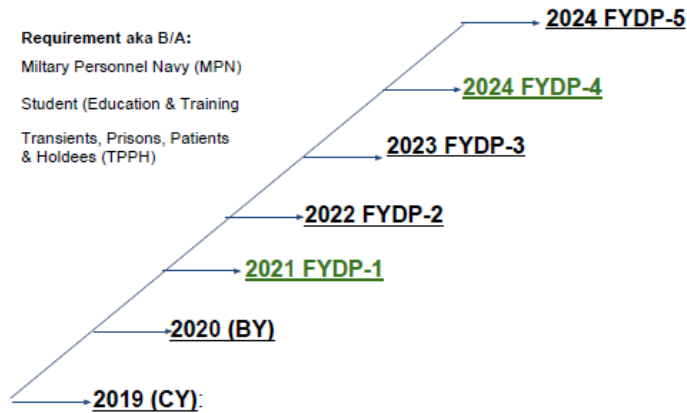 2024 FYDP-5
Requirement aka B/A:
Miltary Personnel Navy (MPN)
2024 FYDP-4
Student (Education & Training
Transients, Prisons, Patients
& Holdees (TPPH)
2023 FYDP-3
2022 FYDP-2
2021 FYDP-1
2020 (BY)
2019 (CY):